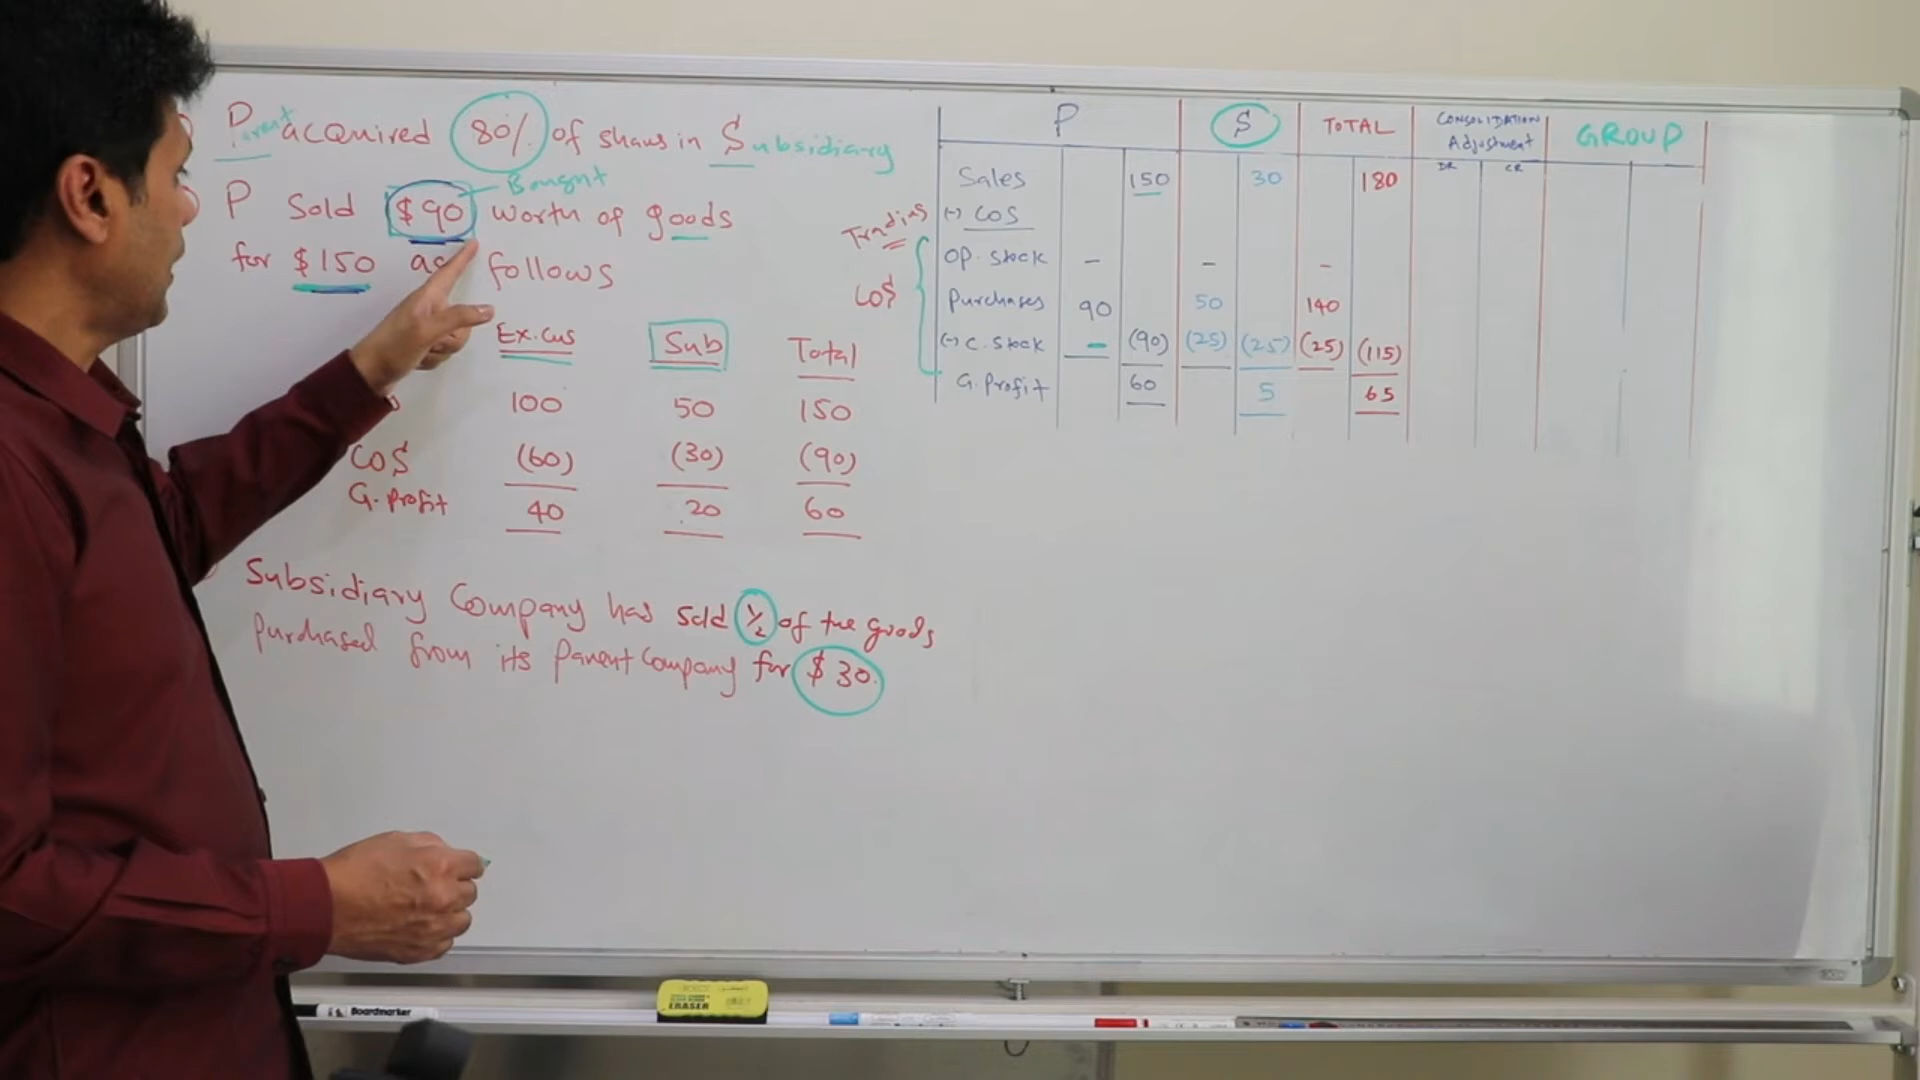 Parent acquired 80% of shares in Subsidiary
Bought
P sold $90 worth of goods
for $150 as follows
Ex.cus Sub Total
100 50 150
COS (60) (30) (90)
G.profit 40 20 60
Subsidiary Company has sold 1/2 of the goods
purchased from its parent company for $30.
Trading
COS
P S TOTAL CONSOLIDATION Adjustment GROUP
DR CR
Sales 150 30 180
(-) COS
OP. stock – – –
Purchases 90 50 140
(-) C. stock – (90) (25) (25) (25) (115)
G. Profit 60 5 65
ERASER
Boardmarker